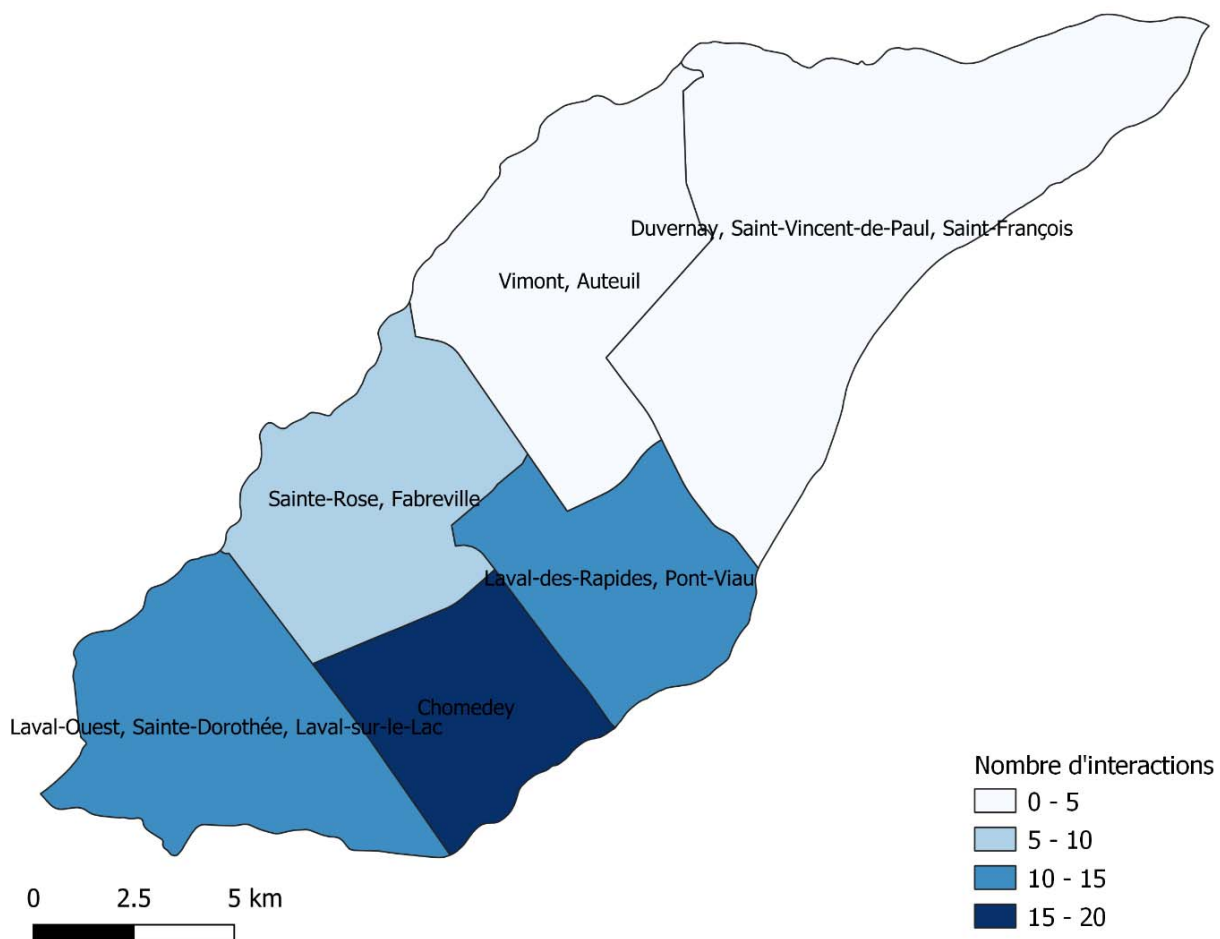 Duvernay, Saint-Vincent-de-Paul, Saint-François
Vimont, Auteuil
Sainte-Rose, Fabreville
Laval-des-Rapides, Pont-Viau
Chomedey
Laval-Ouest, Sainte-Dorothée, Laval-sur-le-Lac
Nombre d'interactions
0 - 5
5 - 10
10 - 15
15 - 20
0 2.5 5 km